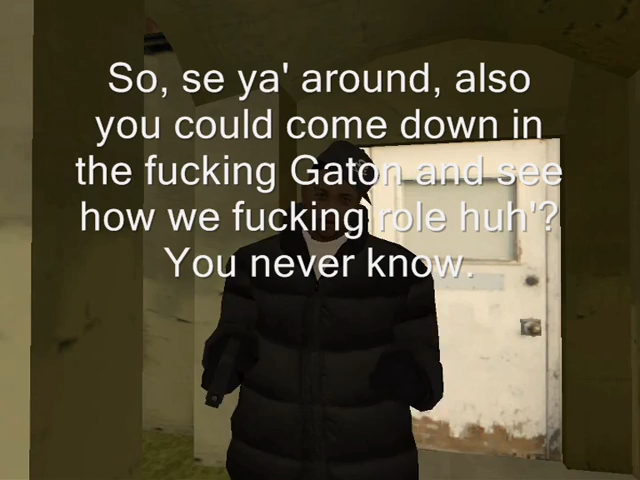 So, se ya' around, also
you could come down in
the fucking Gaton and see
how we fucking role huh'?
You never know.